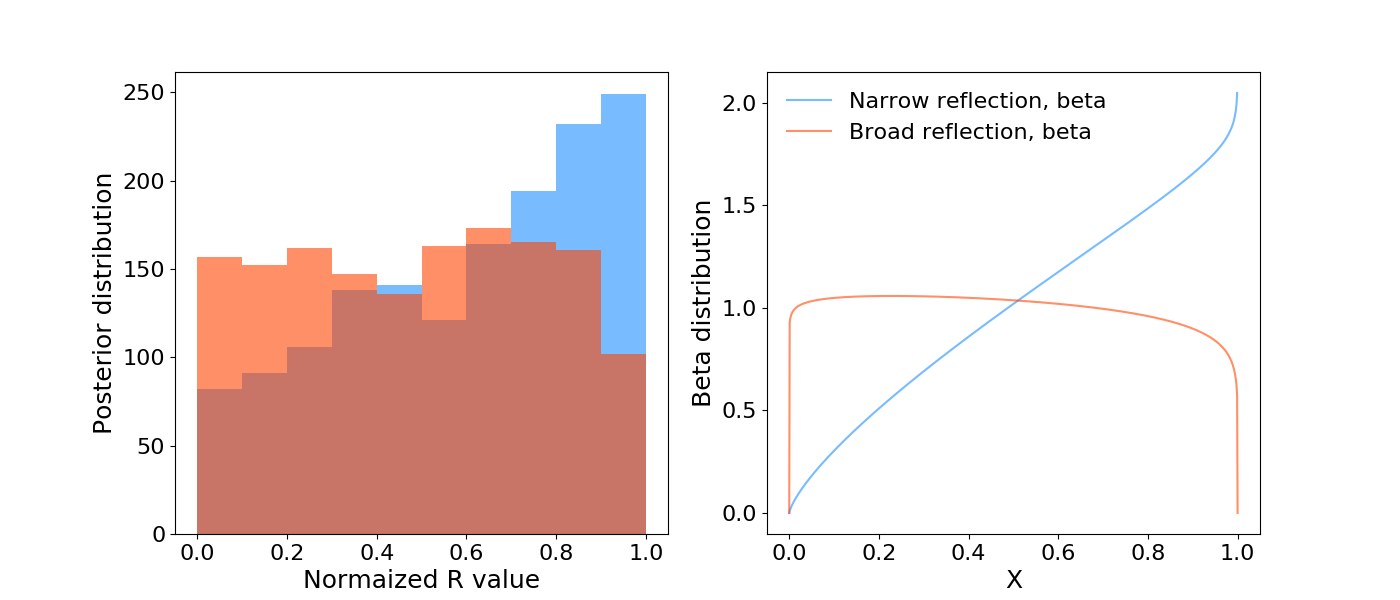 250
200
150
100
50
0
0.0 0.2 0.4 0.6 0.8 1.0
Normaized R value
Posterior distribution
Narrow reflection, beta
Broad reflection, beta
2.0
1.5
1.0
0.5
0.0
0.0 0.2 0.4 0.6 0.8 1.0
X
Beta distribution